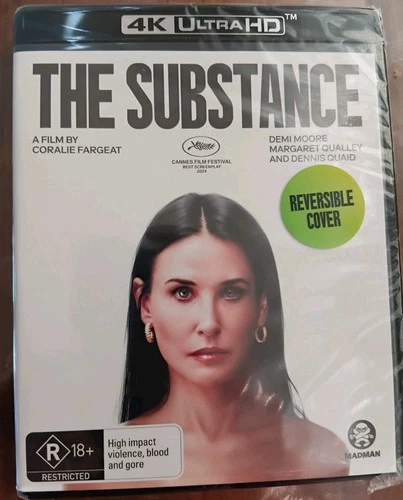 4K ULTRA HD™
THE SUBSTANCE
A FILM BY
CORALIE FARGEAT
CANNES FILM FESTIVAL
BEST SCREENPLAY
2024
DEMI MOORE
MARGARET QUALLEY
AND DENNIS QUAID
REVERSIBLE
COVER
R 18+
RESTRICTED
High impact
violence, blood
and gore
MADMAN